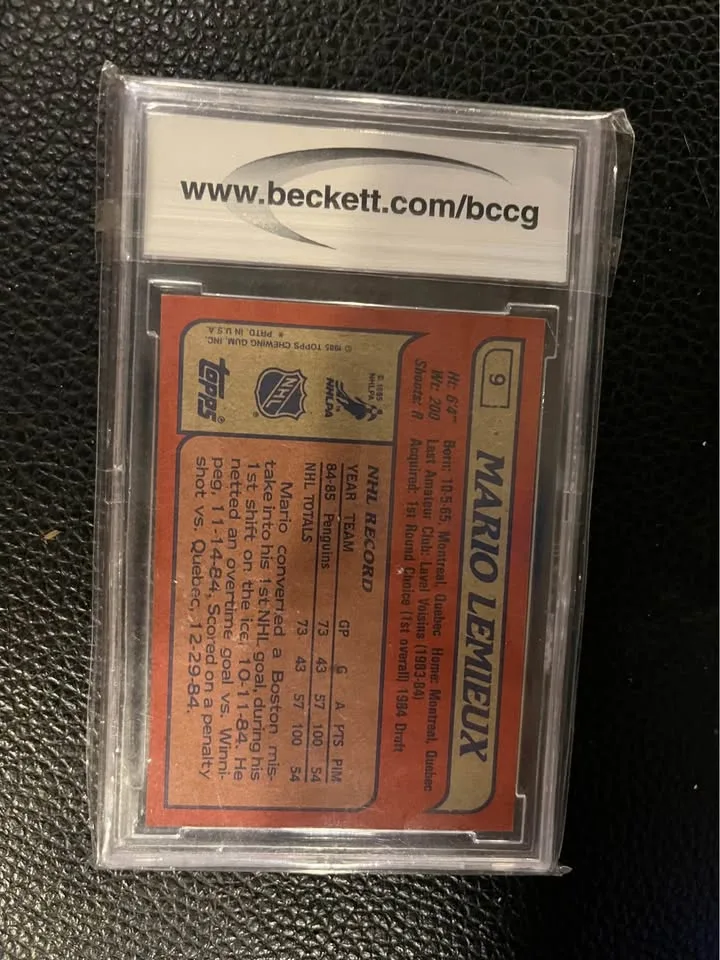 www.beckett.com/bccg
9
MARIO LEMIEUX
Ht: 6'4" Born: 10-5-65, Montreal, Quebec Home: Montreal, Quebec
Wt: 200 Last Amateur Club: Laval Voisins (1983-84)
Shoots: R Acquired: 1st Round Choice (1st overall) 1984 Draft
© 1985
NHLPA
NHLPA
NHL
topps®
© 1985 TOPPS CHEWING GUM, INC.
* PRTD. IN U.S.A.
NHL RECORD
YEAR TEAM GP G A PTS PIM
84-85 Penguins 73 43 57 100 54
NHL TOTALS 73 43 57 100 54
Mario converted a Boston mis-
take into his 1st NHL goal, during his
1st shift on the ice, 10-11-84. He
netted an overtime goal vs. Winni-
peg, 11-14-84. Scored on a penalty
shot vs. Quebec, 12-29-84.